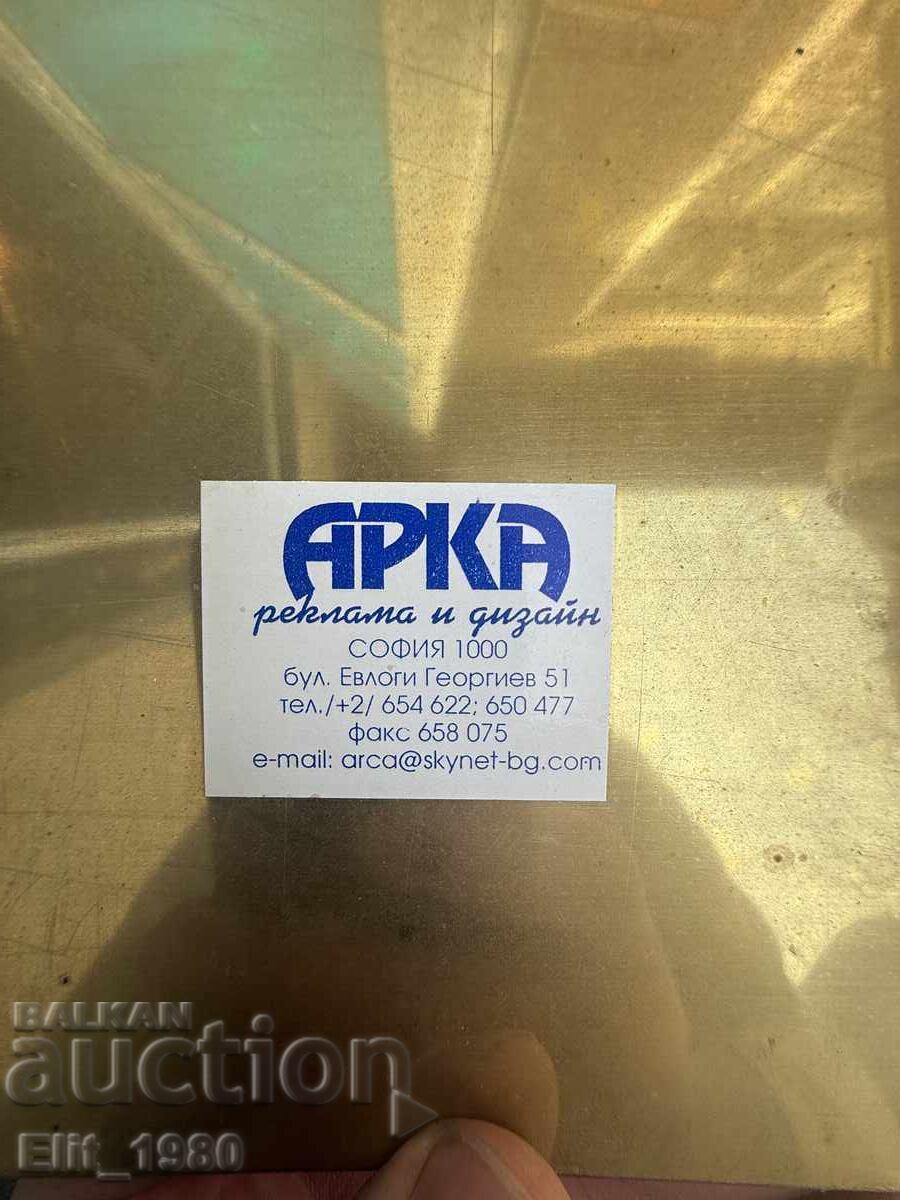 АРКА
реклама и дизайн
СОФИЯ 1000
бул. Евлоги Георгиев 51
тел./+2/ 654 622; 650 477
факс 658 075
e-mail: arca@skynet-bg.com
BALKAN
auction
Elit_1980